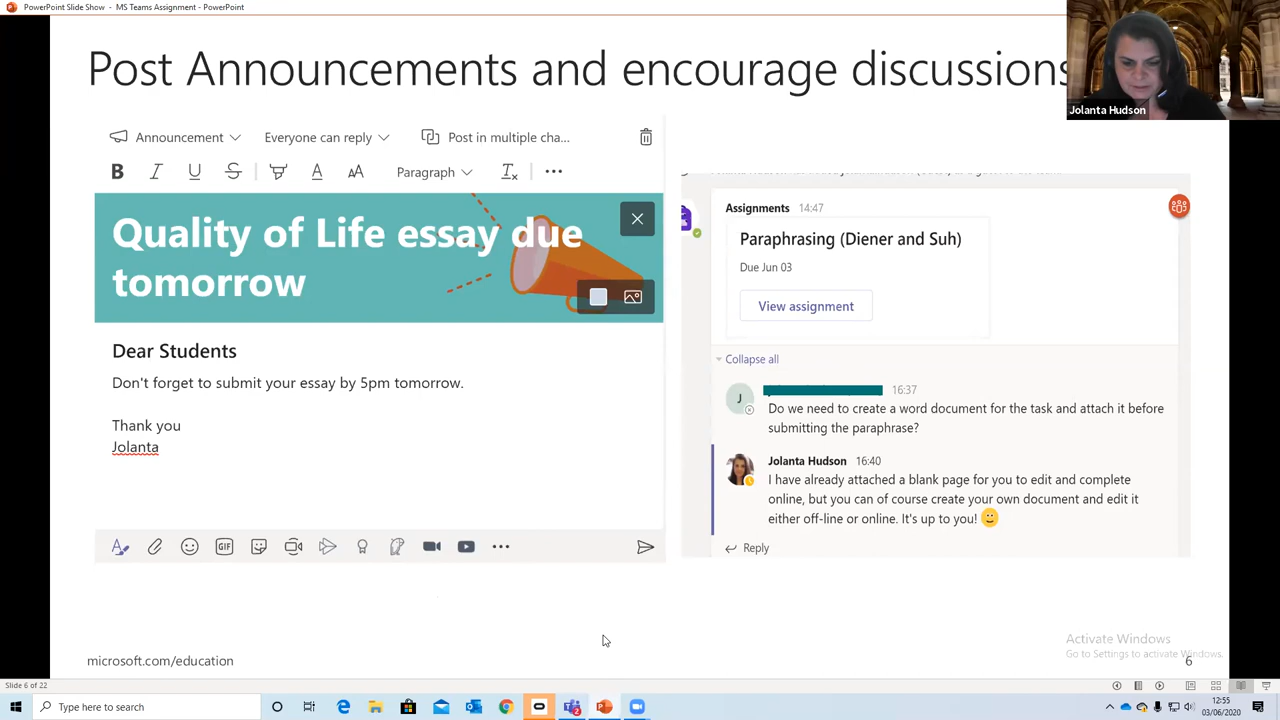 PowerPoint Slide Show - MS Teams Assignment - PowerPoint
Post Announcements and encourage discussions
Jolanta Hudson
Announcement
Everyone can reply
Post in multiple cha...
B I U S A AA Paragraph
Quality of Life essay due
tomorrow
Dear Students
Don't forget to submit your essay by 5pm tomorrow.
Thank you
Jolanta
GIF
Assignments 14:47
Paraphrasing (Diener and Suh)
Due Jun 03
View assignment
Collapse all
J
16:37
Do we need to create a word document for the task and attach it before
submitting the paraphrase?
Jolanta Hudson 16:40
I have already attached a blank page for you to edit and complete
online, but you can of course create your own document and edit it
either off-line or online. It's up to you!
Reply
Activate Windows
Go to Settings to activate Windows.
microsoft.com/education
6
Slide 6 of 22
Type here to search
12:55
03/06/2020